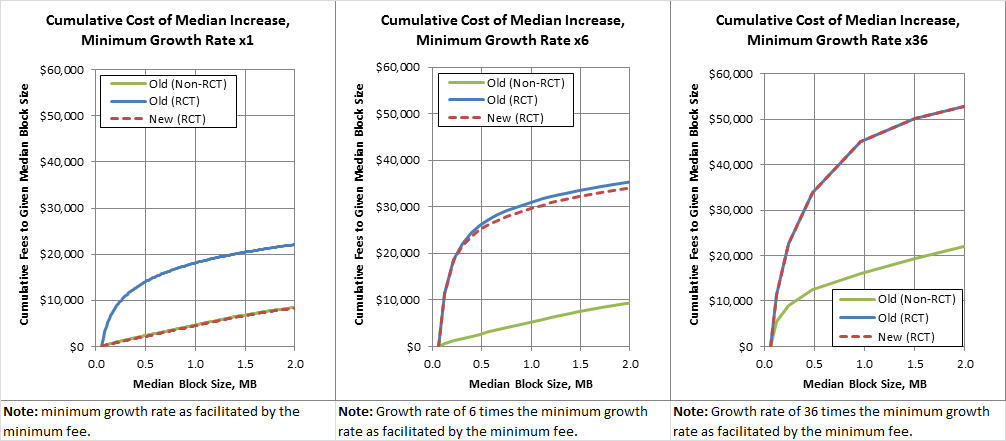 Cumulative Cost of Median Increase,
Minimum Growth Rate x1
Cumulative Fees to Given Median Block Size
$60,000
$50,000
$40,000
$30,000
$20,000
$10,000
$0
Old (Non-RCT)
Old (RCT)
New (RCT)
0.0 0.5 1.0 1.5 2.0
Median Block Size, MB
Note: minimum growth rate as facilitated by the
minimum fee.
Cumulative Cost of Median Increase,
Minimum Growth Rate x6
Cumulative Fees to Given Median Block Size
$60,000
$50,000
$40,000
$30,000
$20,000
$10,000
$0
Old (Non-RCT)
Old (RCT)
New (RCT)
0.0 0.5 1.0 1.5 2.0
Median Block Size, MB
Note: Growth rate of 6 times the minimum growth
rate as facilitated by the minimum fee.
Cumulative Cost of Median Increase,
Minimum Growth Rate x36
Cumulative Fees to Given Median Block Size
$60,000
$50,000
$40,000
$30,000
$20,000
$10,000
$0
Old (Non-RCT)
Old (RCT)
New (RCT)
0.0 0.5 1.0 1.5 2.0
Median Block Size, MB
Note: Growth rate of 36 times the minimum growth
rate as facilitated by the minimum fee.